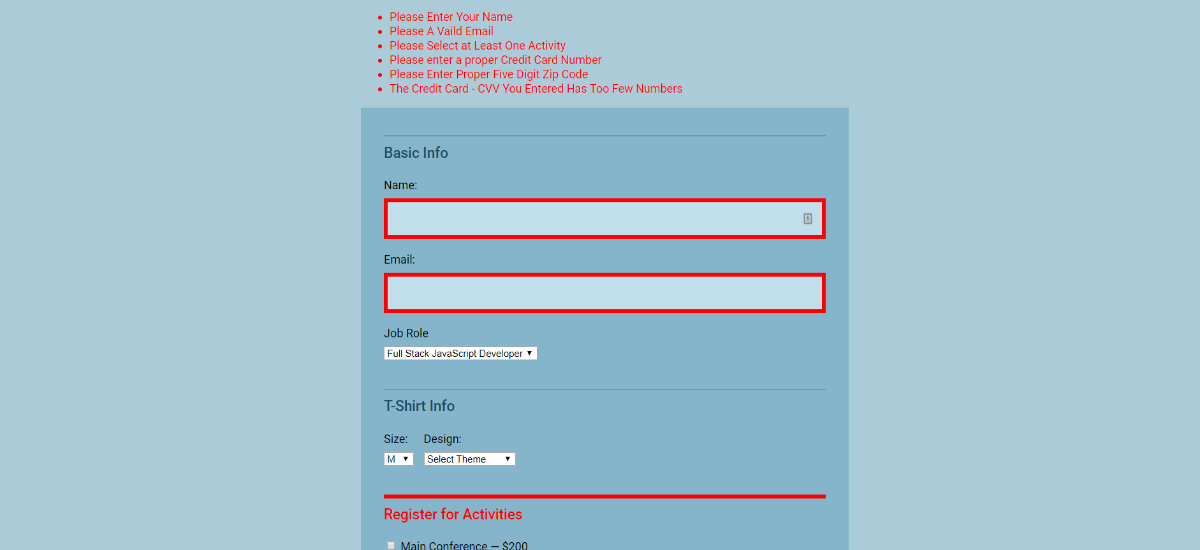 Please Enter Your Name
Please A Vaild Email
Please Select at Least One Activity
Please enter a proper Credit Card Number
Please Enter Proper Five Digit Zip Code
The Credit Card - CVV You Entered Has Too Few Numbers
Basic Info
Name:
Email:
Job Role
Full Stack JavaScript Developer
T-Shirt Info
Size: Design:
M Select Theme
Register for Activities
Main Conference — $200